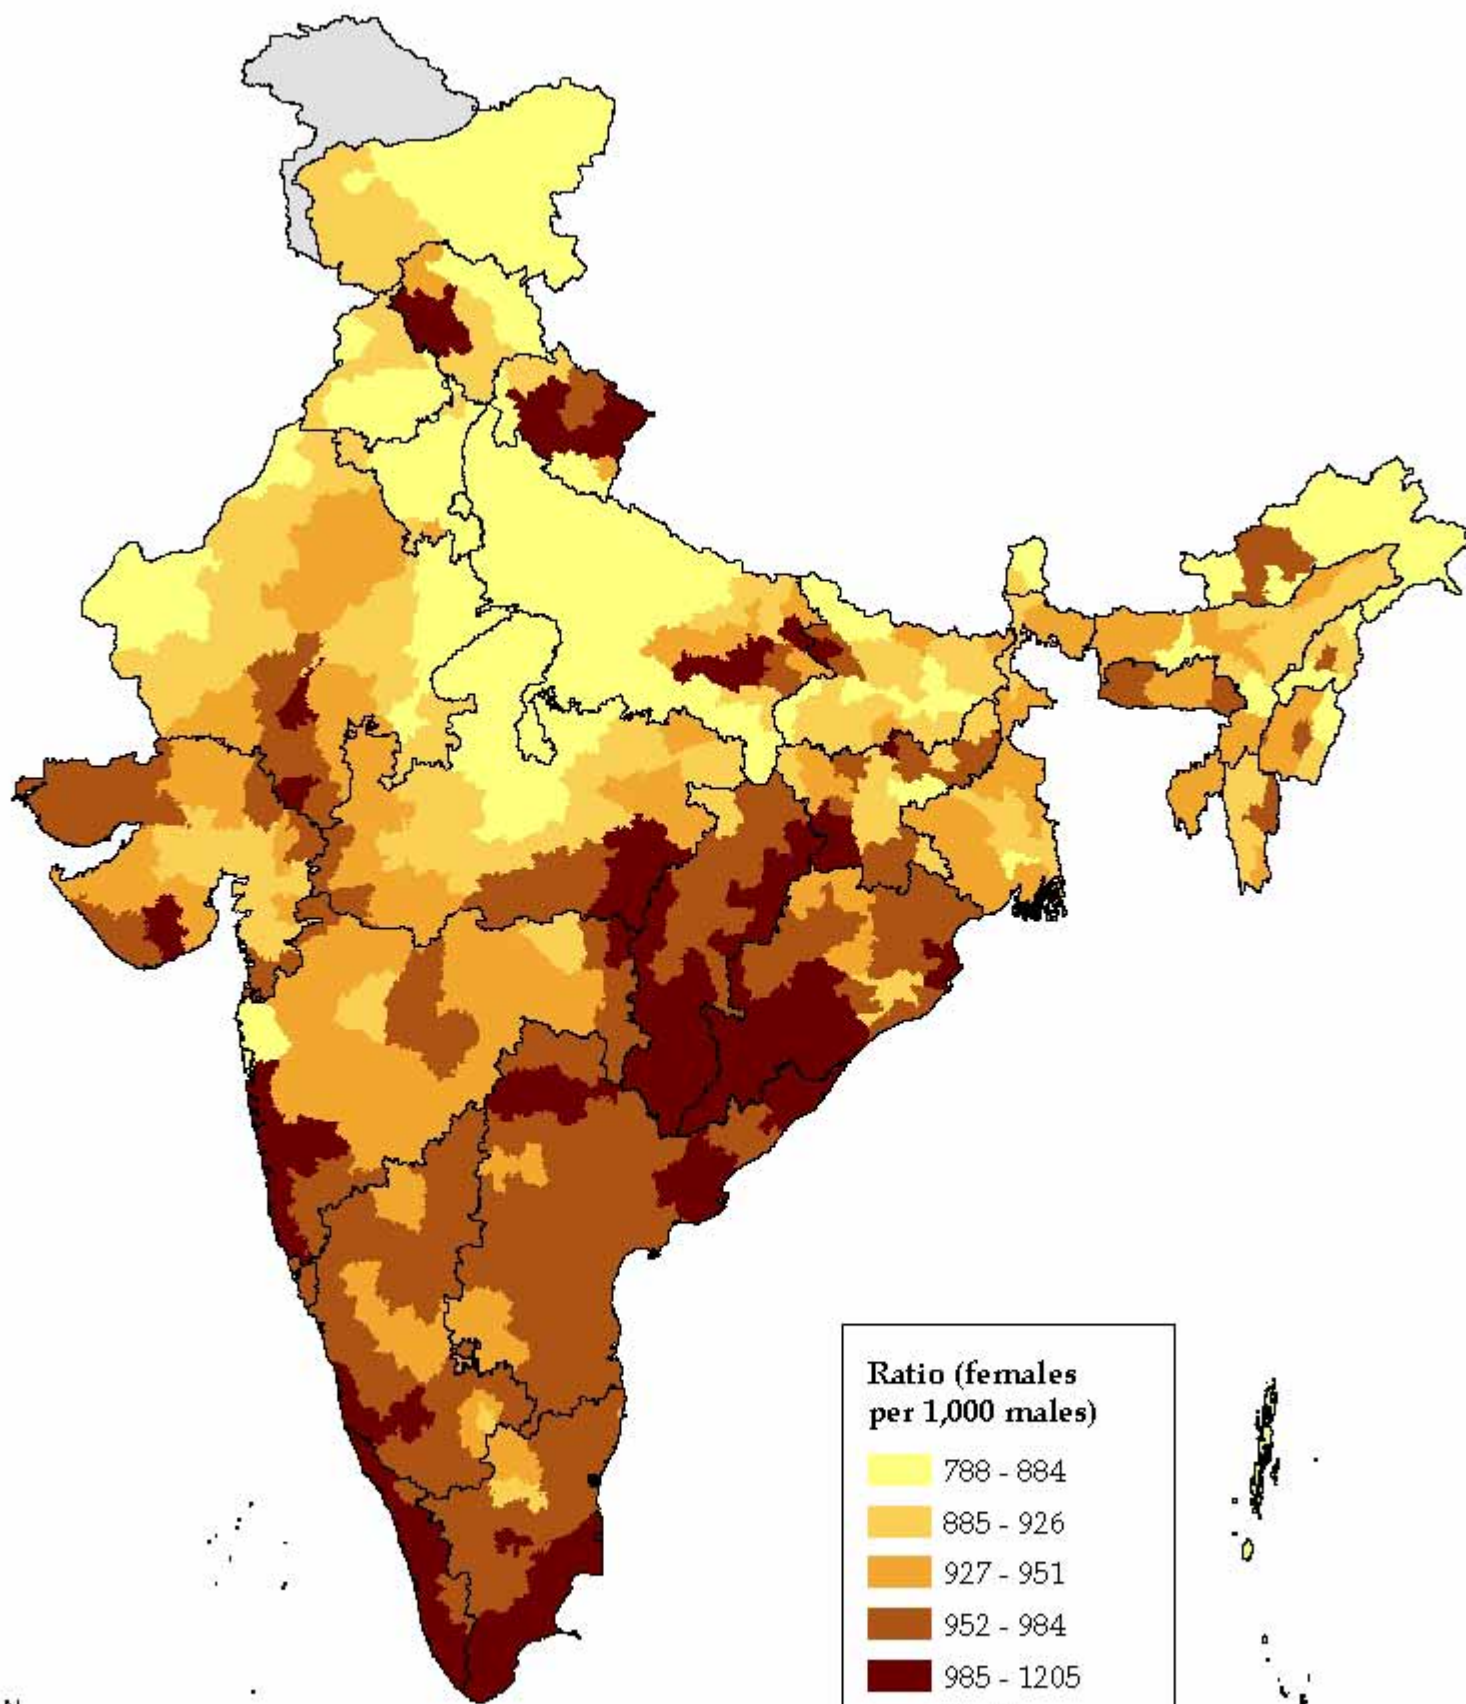 Ratio (females
per 1,000 males)
788 - 884
885 - 926
927 - 951
952 - 984
985 - 1205